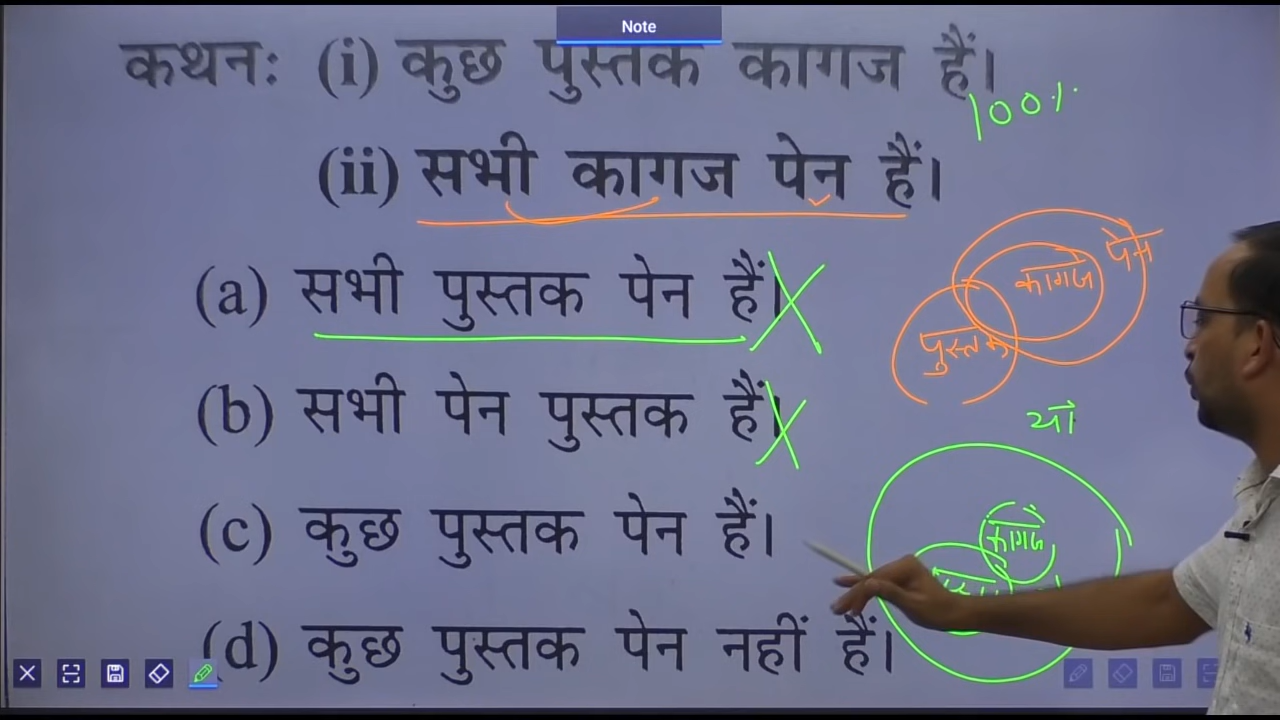 Note
कथनः (i) कुछ पुस्तक कागज हैं।
100%
(ii) सभी कागज पेन हैं।
(a) सभी पुस्तक पेन हैं।
पेन
कागज
पुस्तक
(b) सभी पेन पुस्तक हैं।
या
(c) कुछ पुस्तक पेन हैं।
कागज
(d) कुछ पुस्तक पेन नहीं हैं।